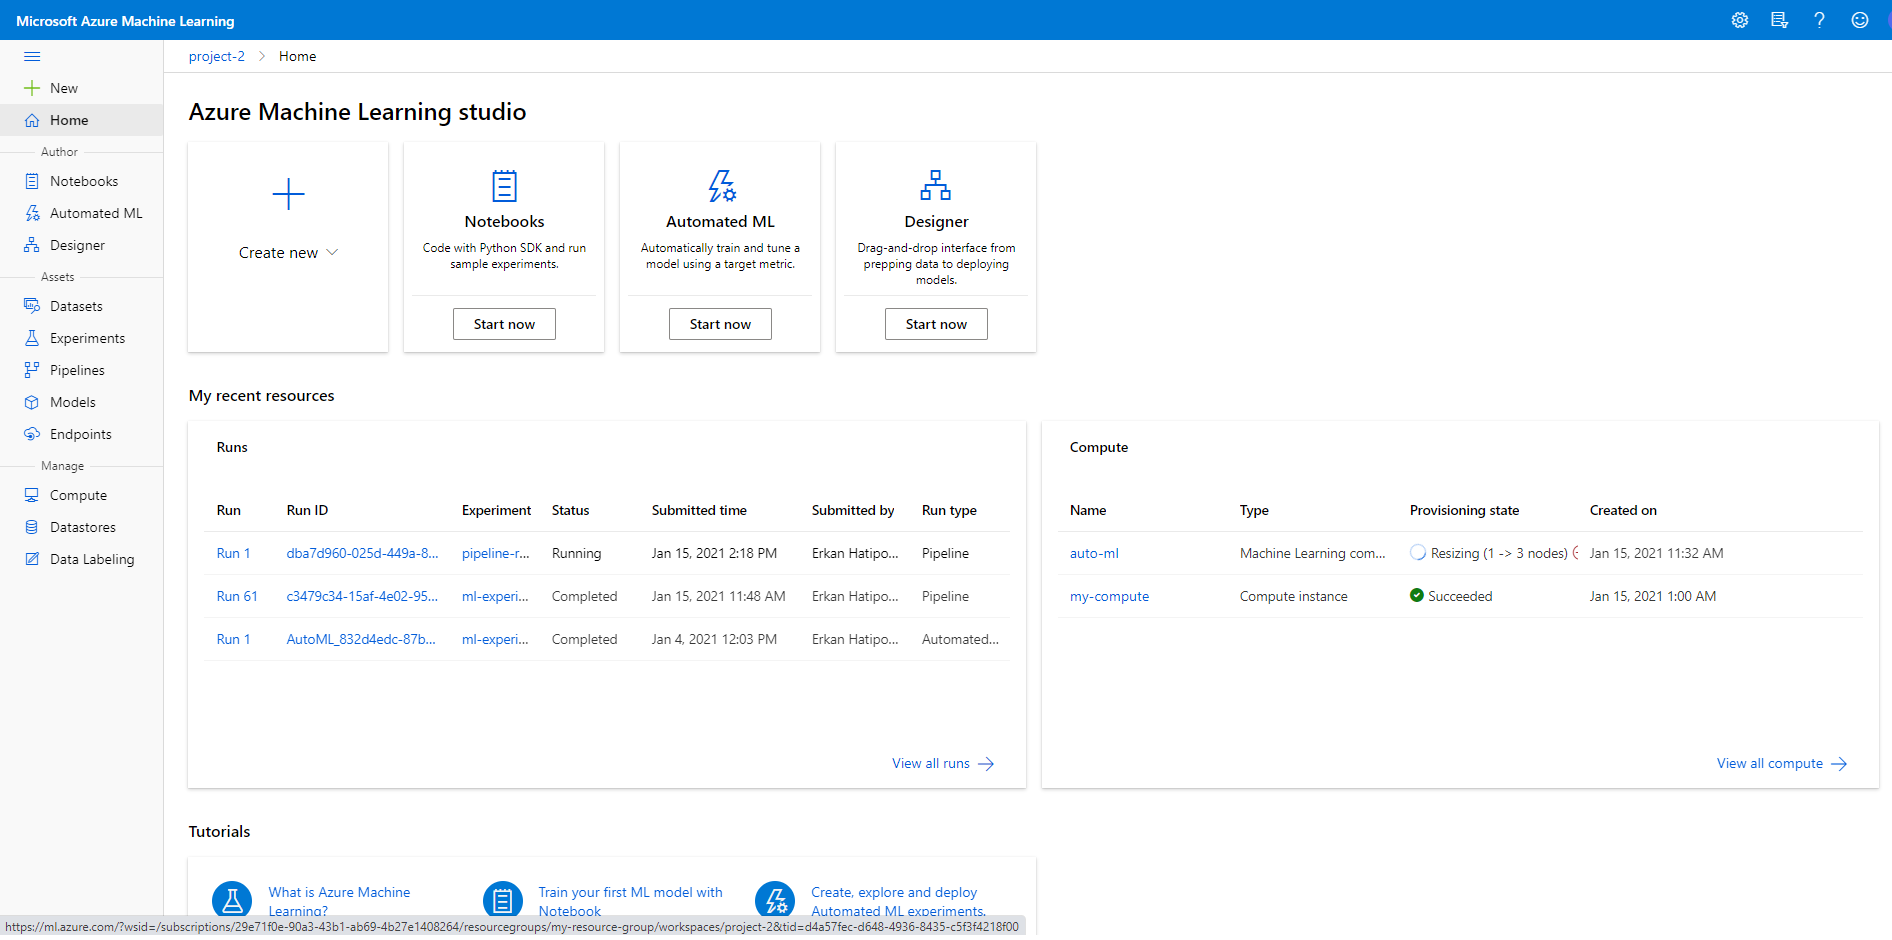 Microsoft Azure Machine Learning
project-2 > Home
New
Home
Author
Notebooks
Automated ML
Designer
Assets
Datasets
Experiments
Pipelines
Models
Endpoints
Manage
Compute
Datastores
Data Labeling
Azure Machine Learning studio
Create new
Notebooks
Code with Python SDK and run
sample experiments.
Start now
Automated ML
Automatically train and tune a
model using a target metric.
Start now
Designer
Drag-and-drop interface from
prepping data to deploying
models.
Start now
My recent resources
Runs
Run Run ID Experiment Status Submitted time Submitted by Run type
Run 1 dba7d960-025d-449a-8... pipeline-r... Running Jan 15, 2021 2:18 PM Erkan Hatipo... Pipeline
Run 61 c3479c34-15af-4e02-95... ml-experi... Completed Jan 15, 2021 11:48 AM Erkan Hatipo... Pipeline
Run 1 AutoML_832d4edc-87b... ml-experi... Completed Jan 4, 2021 12:03 PM Erkan Hatipo... Automated...
View all runs
Compute
Name Type Provisioning state Created on
auto-ml Machine Learning com... Resizing (1 -> 3 nodes) Jan 15, 2021 11:32 AM
my-compute Compute instance Succeeded Jan 15, 2021 1:00 AM
View all compute
Tutorials
What is Azure Machine
Learning?
Train your first ML model with
Notebook
Create, explore and deploy
Automated ML experiments.
https://ml.azure.com/?wsid=/subscriptions/29e71f0e-90a3-43b1-ab69-4b27e1408264/resourcegroups/my-resource-group/workspaces/project-2&tid=d4a57fec-d648-4936-8435-c5f3f4218f00